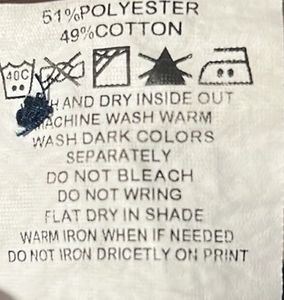 51%POLYESTER
49%COTTON
40C
AND DRY INSIDE OUT
MACHINE WASH WARM
WASH DARK COLORS
SEPARATELY
DO NOT BLEACH
DO NOT WRING
FLAT DRY IN SHADE
WARM IRON WHEN IF NEEDED
DO NOT IRON DRICETLY ON PRINT